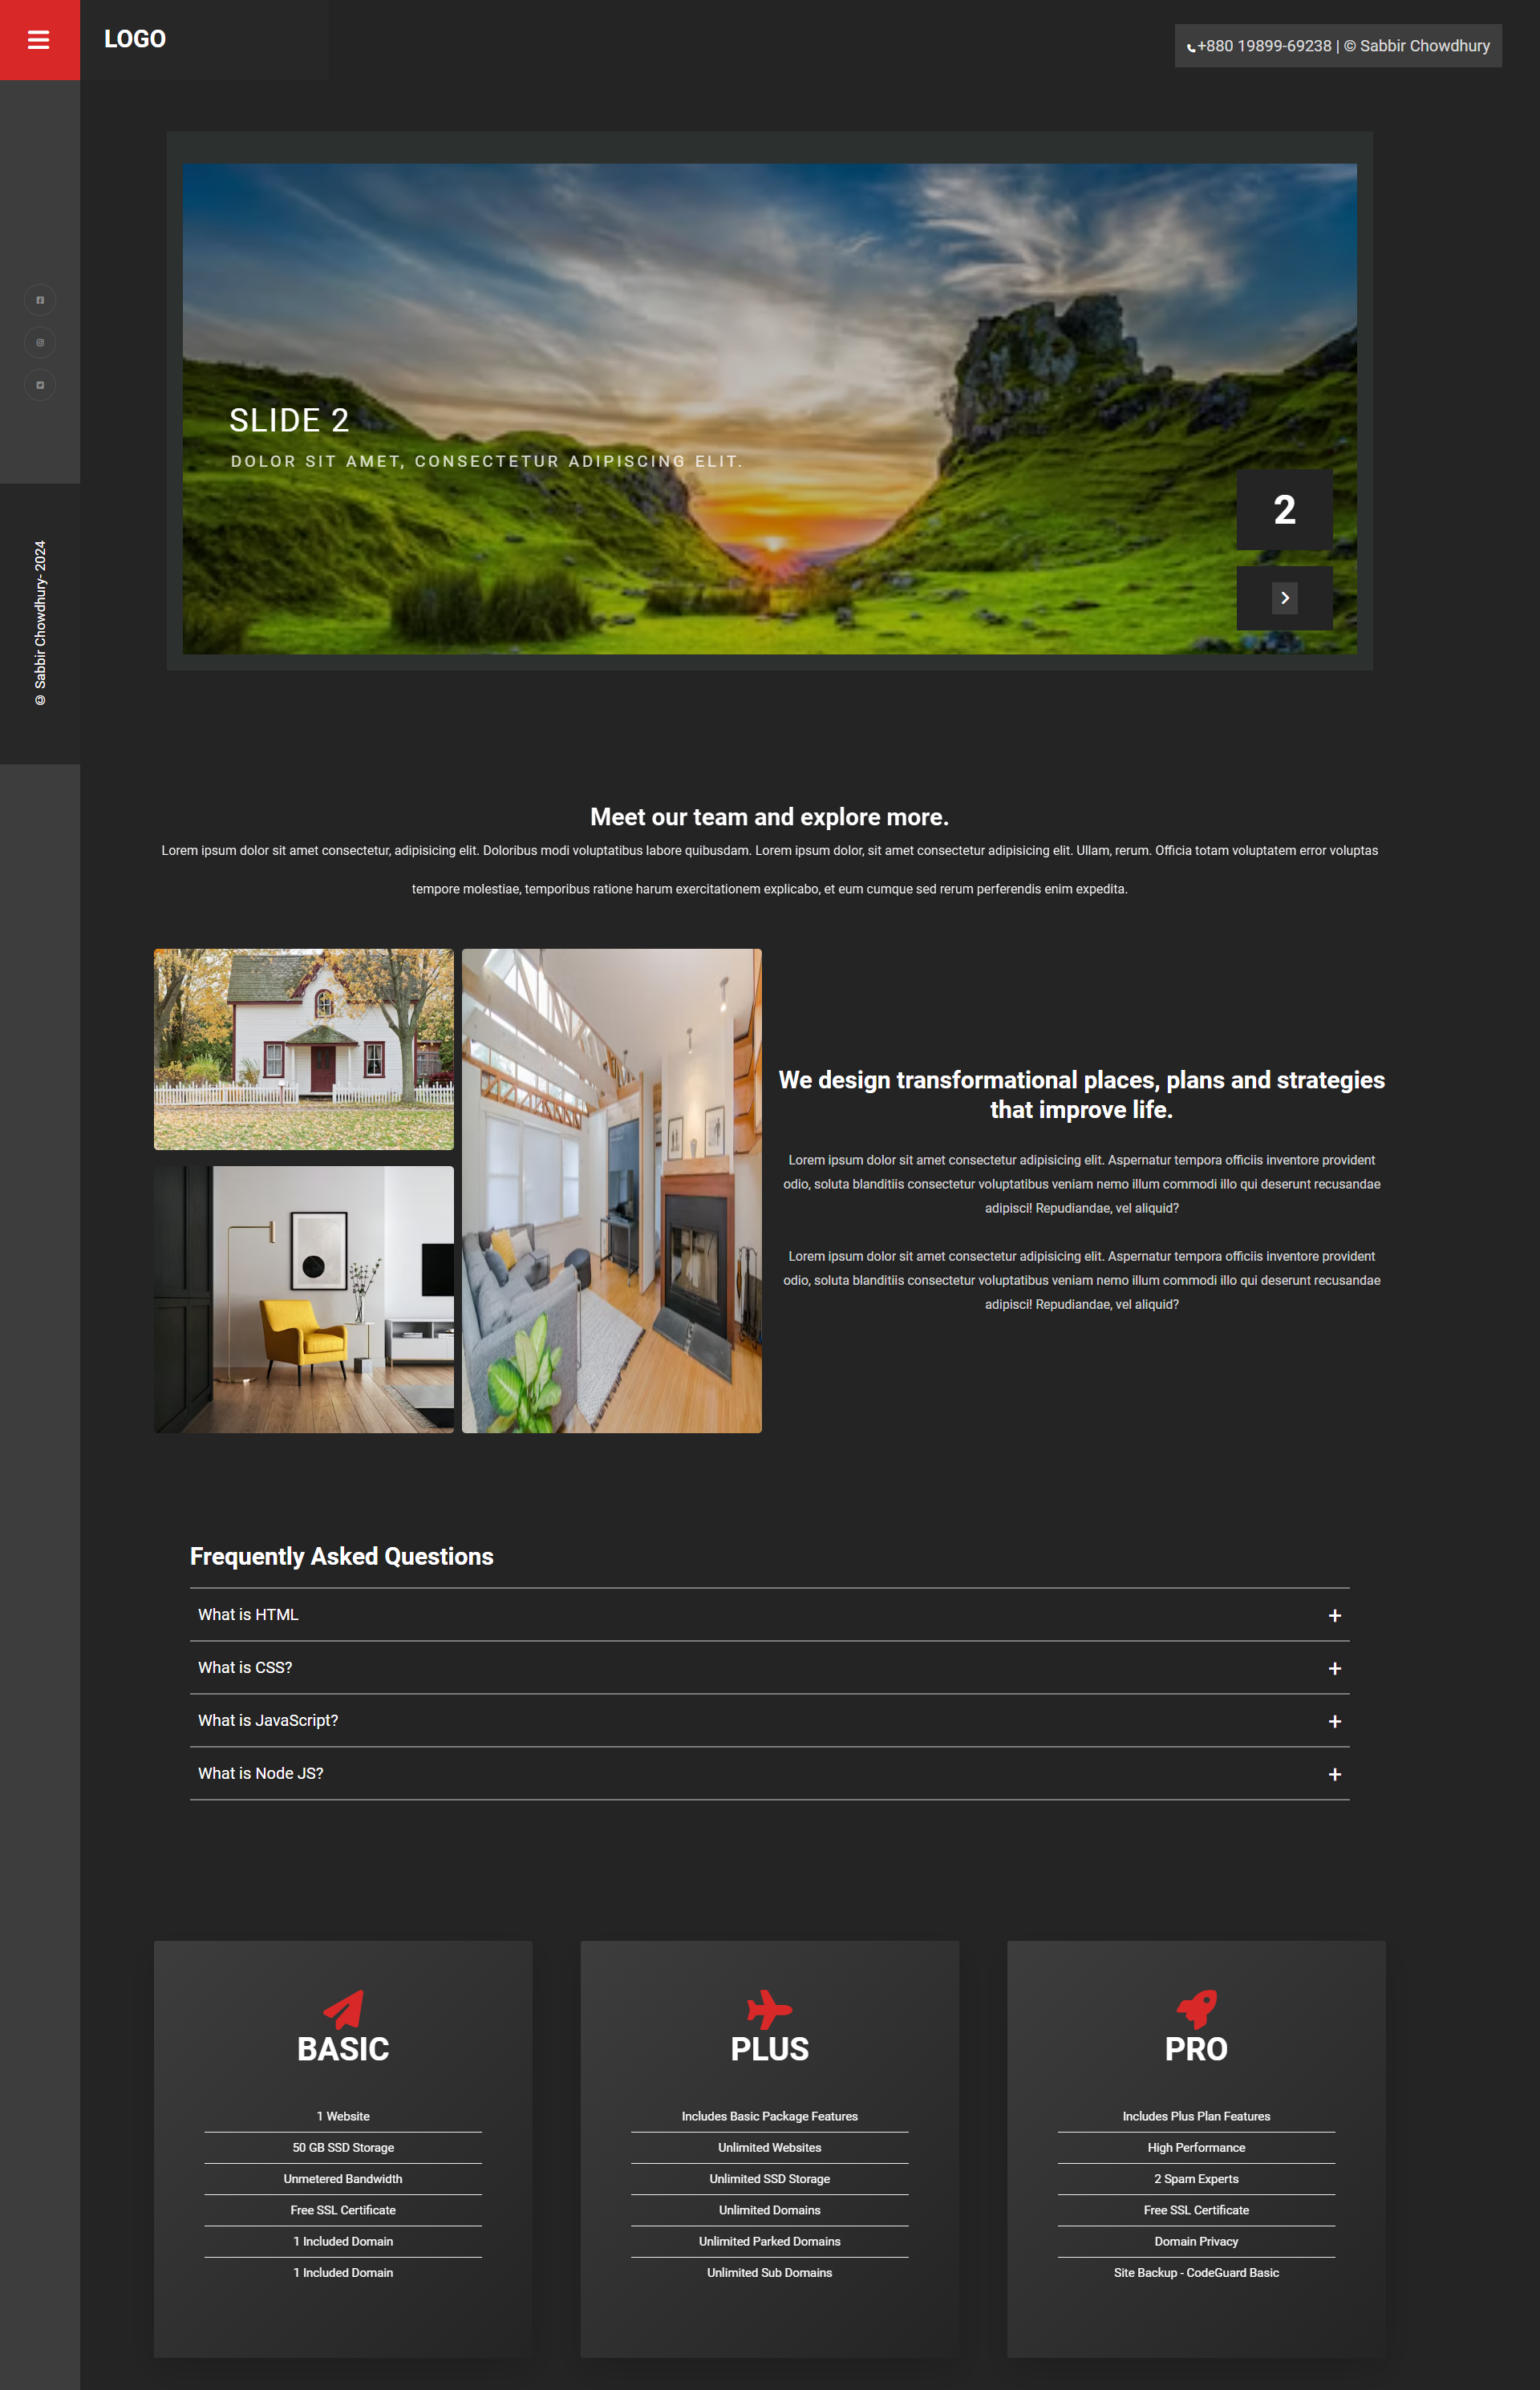 LOGO
+880 19899-69238 | © Sabbir Chowdhury
SLIDE 2
DOLOR SIT AMET, CONSECTETUR ADIPISCING ELIT.
2
© Sabbir Chowdhury- 2024
Meet our team and explore more.
Lorem ipsum dolor sit amet consectetur, adipisicing elit. Doloribus modi voluptatibus labore quibusdam. Lorem ipsum dolor, sit amet consectetur adipisicing elit. Ullam, rerum. Officia totam voluptatem error voluptas
tempore molestiae, temporibus ratione harum exercitationem explicabo, et eum cumque sed rerum perferendis enim expedita.
We design transformational places, plans and strategies
that improve life.
Lorem ipsum dolor sit amet consectetur adipisicing elit. Aspernatur tempora officiis inventore provident
odio, soluta blanditiis consectetur voluptatibus veniam nemo illum commodi illo qui deserunt recusandae
adipisci! Repudiandae, vel aliquid?
Lorem ipsum dolor sit amet consectetur adipisicing elit. Aspernatur tempora officiis inventore provident
odio, soluta blanditiis consectetur voluptatibus veniam nemo illum commodi illo qui deserunt recusandae
adipisci! Repudiandae, vel aliquid?
Frequently Asked Questions
What is HTML
What is CSS?
What is JavaScript?
What is Node JS?
BASIC
1 Website
50 GB SSD Storage
Unmetered Bandwidth
Free SSL Certificate
1 Included Domain
1 Included Domain
PLUS
Includes Basic Package Features
Unlimited Websites
Unlimited SSD Storage
Unlimited Domains
Unlimited Parked Domains
Unlimited Sub Domains
PRO
Includes Plus Plan Features
High Performance
2 Spam Experts
Free SSL Certificate
Domain Privacy
Site Backup - CodeGuard Basic